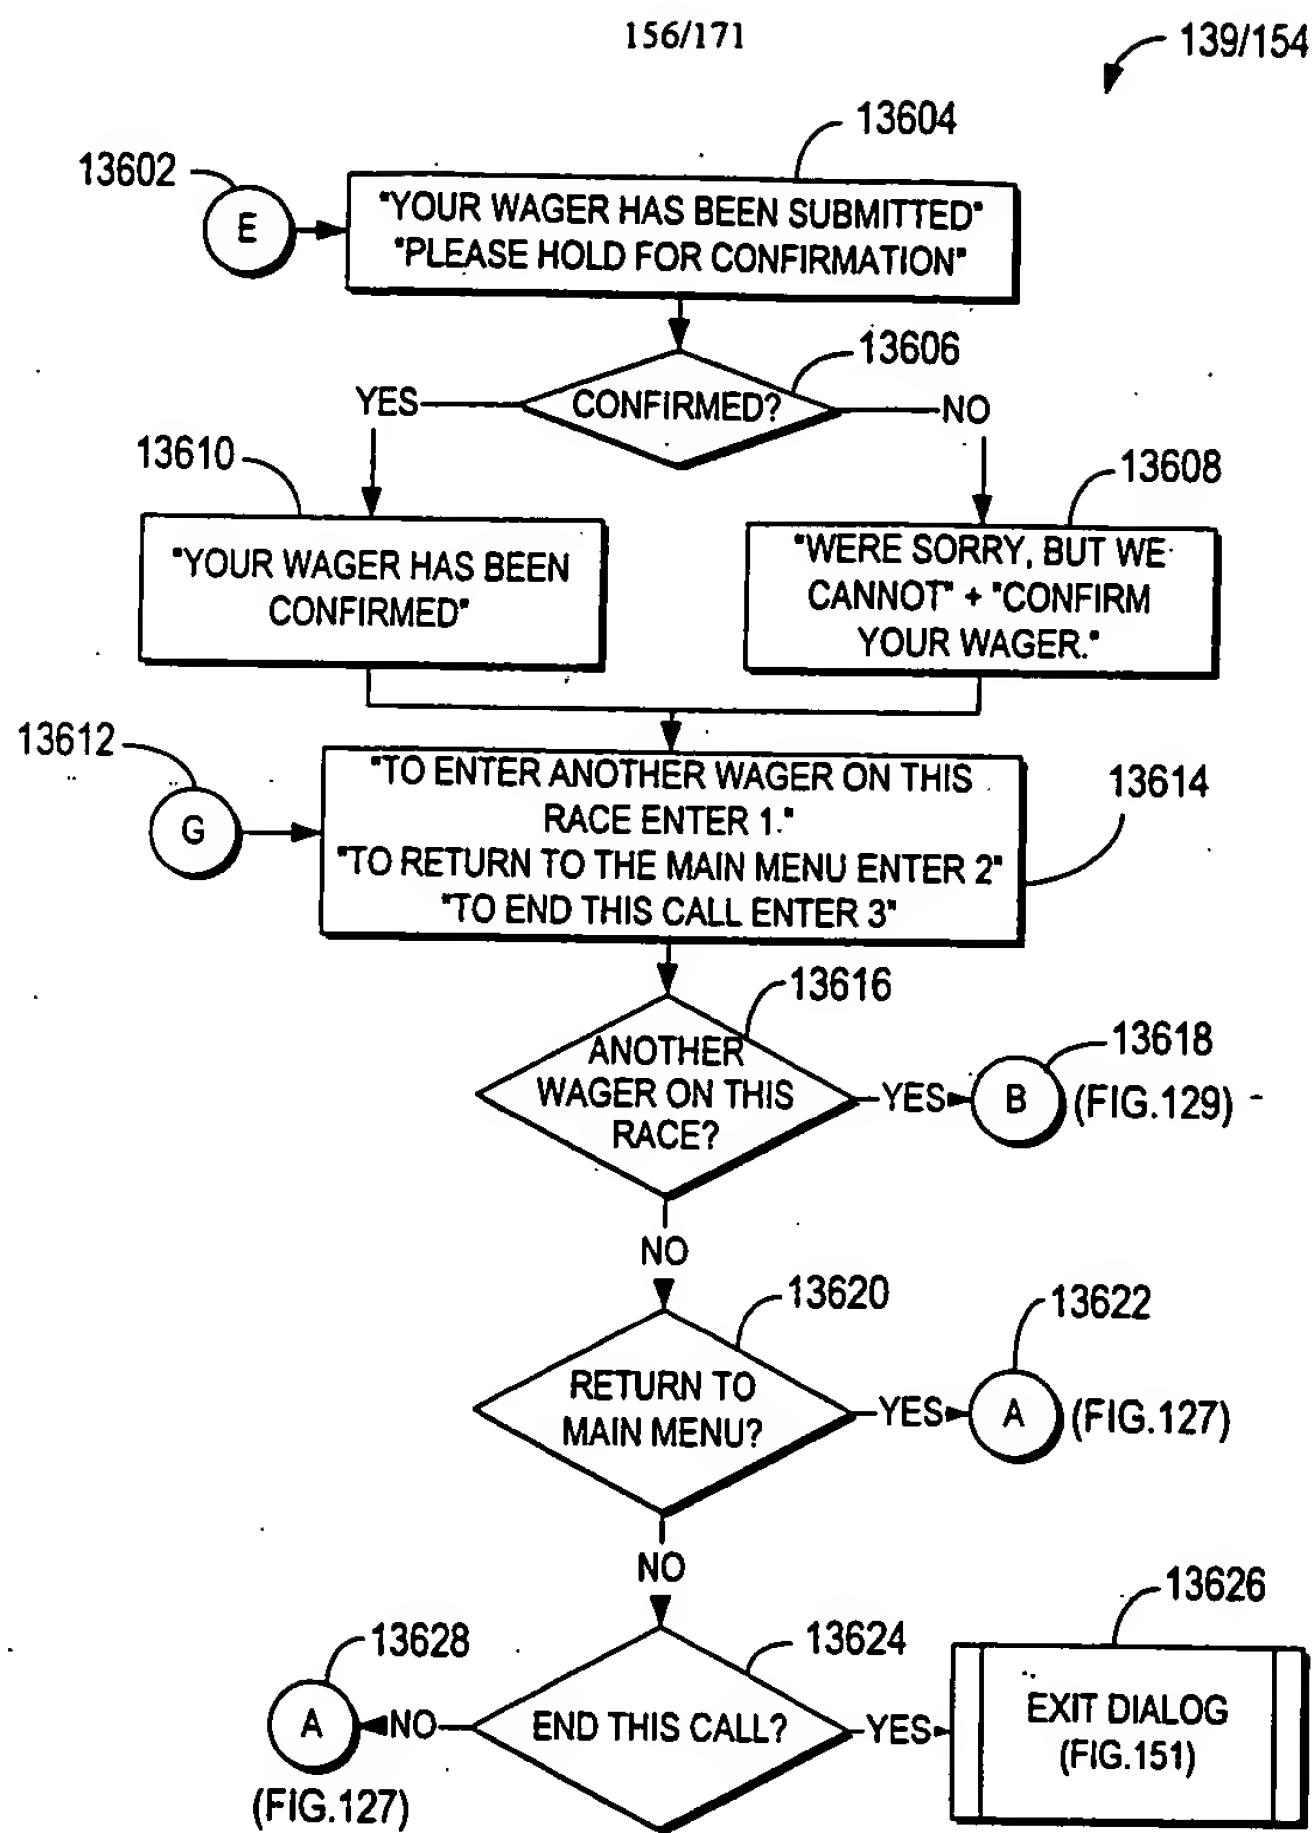 156/171
139/154
13604
13602
E
"YOUR WAGER HAS BEEN SUBMITTED"
"PLEASE HOLD FOR CONFIRMATION"
13606
YES
CONFIRMED?
NO
13610
13608
"YOUR WAGER HAS BEEN
CONFIRMED"
"WERE SORRY, BUT WE
CANNOT" + "CONFIRM
YOUR WAGER."
13612
G
"TO ENTER ANOTHER WAGER ON THIS
RACE ENTER 1."
"TO RETURN TO THE MAIN MENU ENTER 2"
"TO END THIS CALL ENTER 3"
13614
13616
ANOTHER
WAGER ON THIS
RACE?
YES
13618
B
(FIG.129)
NO
13620
RETURN TO
MAIN MENU?
YES
13622
A
(FIG.127)
NO
13628
13624
13626
A
NO
END THIS CALL?
YES
EXIT DIALOG
(FIG.151)
(FIG.127)